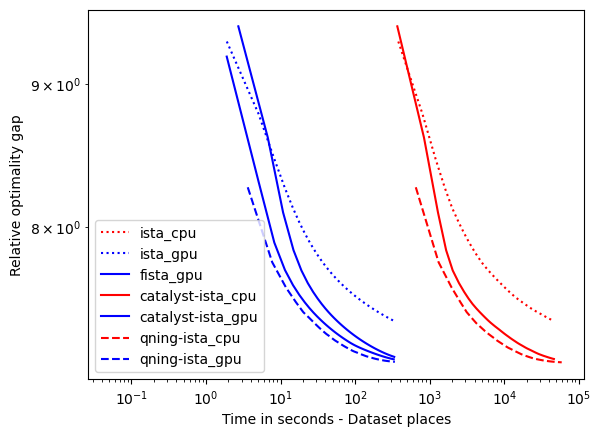 9 × 10⁰
8 × 10⁰
Relative optimality gap
ista_cpu
ista_gpu
fista_gpu
catalyst-ista_cpu
catalyst-ista_gpu
qning-ista_cpu
qning-ista_gpu
10⁻¹ 10⁰ 10¹ 10² 10³ 10⁴ 10⁵
Time in seconds - Dataset places